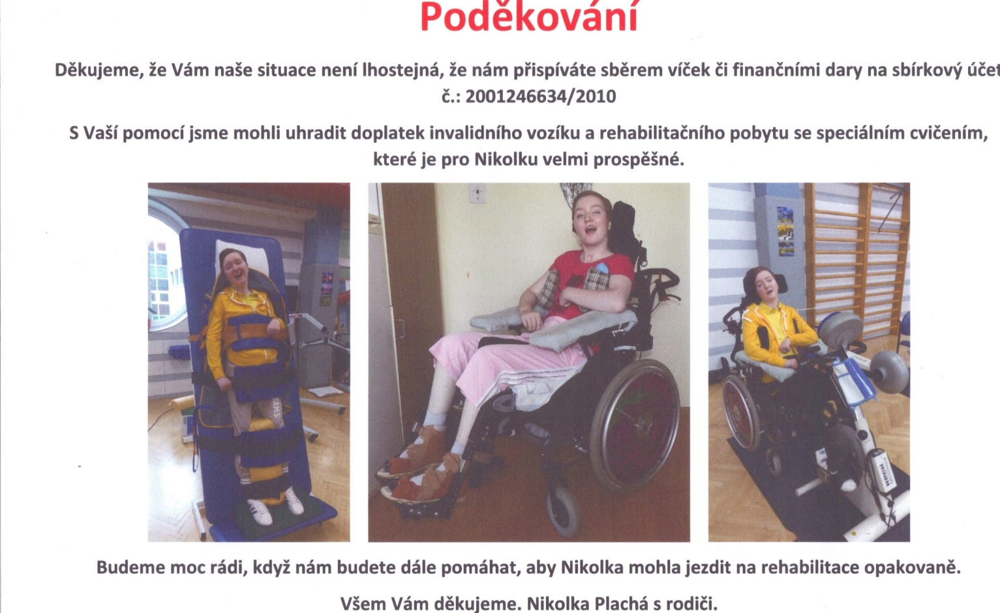 Poděkování
Děkujeme, že Vám naše situace není lhostejná, že nám přispíváte sběrem víček či finančními dary na sbírkový účet
č.: 2001246634/2010
S Vaší pomocí jsme mohli uhradit doplatek invalidního vozíku a rehabilitačního pobytu se speciálním cvičením,
které je pro Nikolku velmi prospěšné.
AMS
RECK
Budeme moc rádi, když nám budete dále pomáhat, aby Nikolka mohla jezdit na rehabilitace opakovaně.
Všem Vám děkujeme. Nikolka Plachá s rodiči.